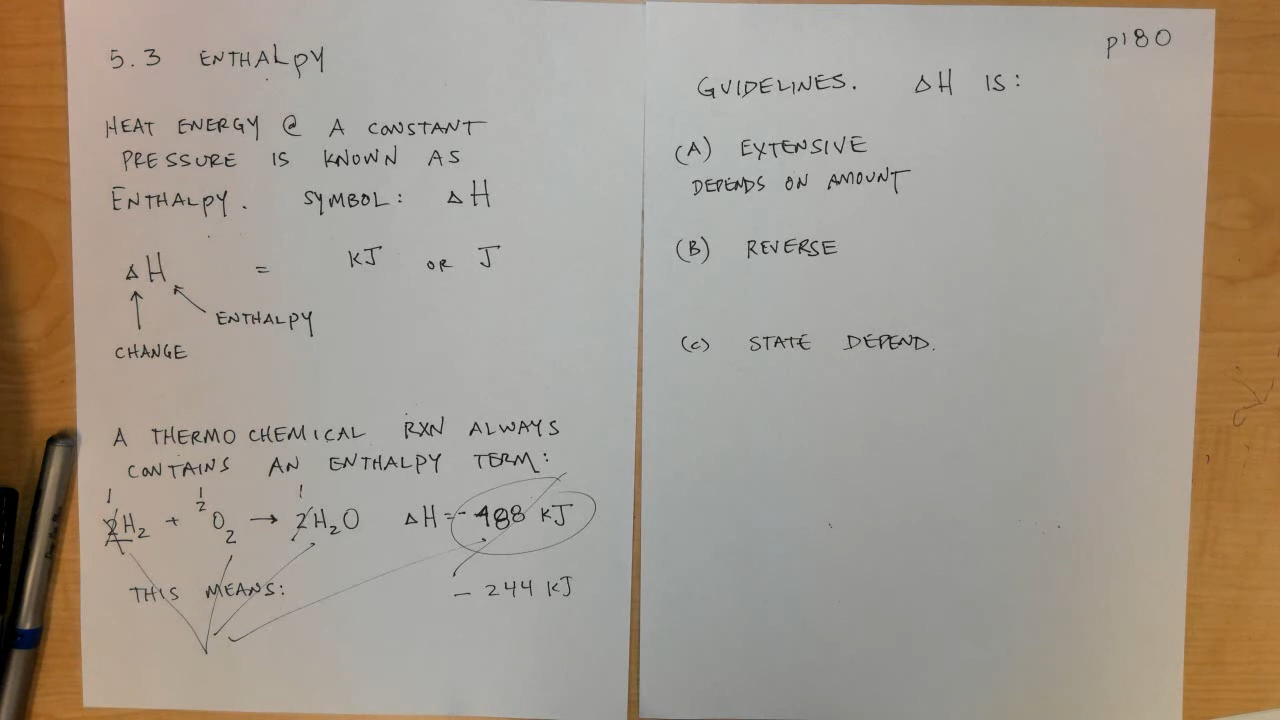 5.3 ENTHALPY
HEAT ENERGY @ A CONSTANT
PRESSURE IS KNOWN AS
ENTHALPY. SYMBOL: ΔH
ΔH = KJ OR J
ENTHALPY
CHANGE
A THERMOCHEMICAL RXN ALWAYS
CONTAINS AN ENTHALPY TERM:
1 1/2 1
2H₂ + O₂ → 2H₂O ΔH = -488 KJ
THIS MEANS: - 244 KJ
p180
GUIDELINES. ΔH IS:
(A) EXTENSIVE
DEPENDS ON AMOUNT
(B) REVERSE
(C) STATE DEPEND.